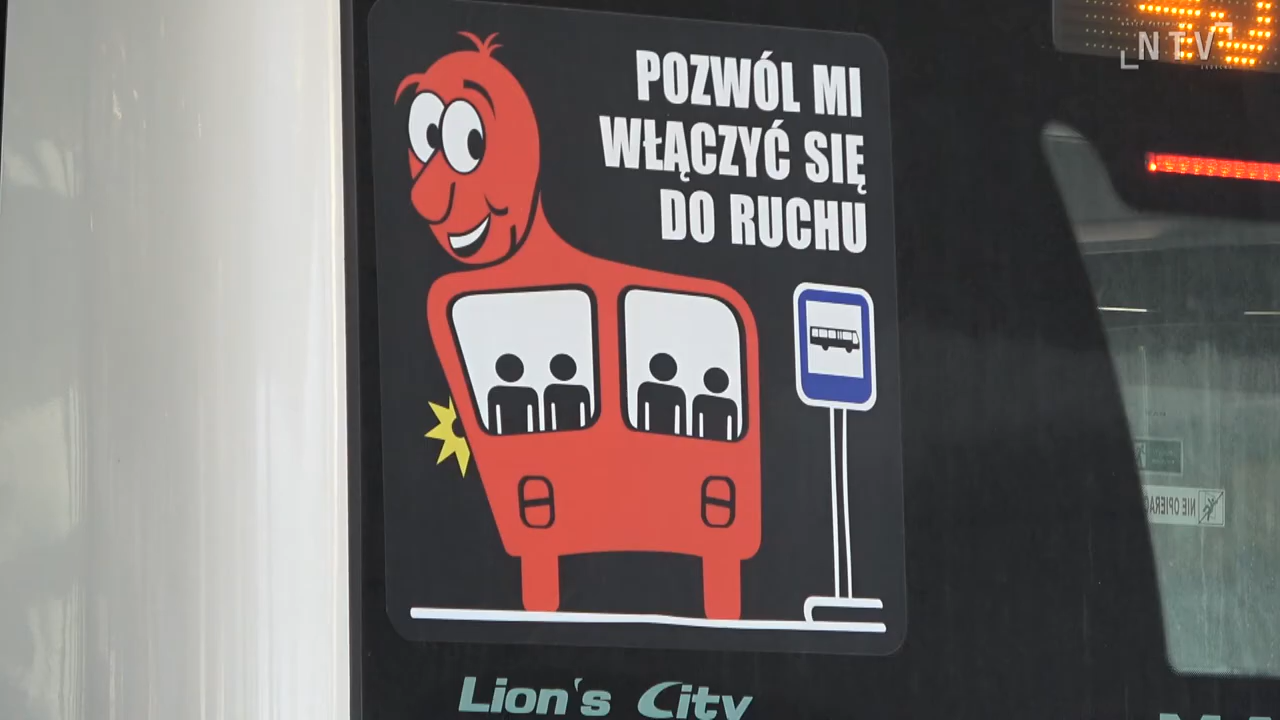 POZWÓL MI
WŁĄCZYĆ SIĘ
DO RUCHU
NTV
NIE OPIERAĆ
Lion's City